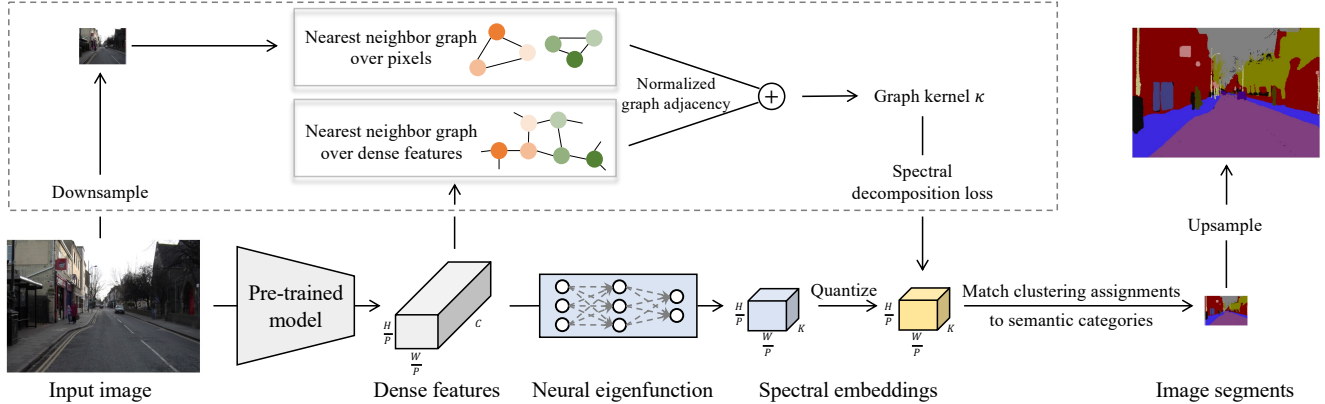 Nearest neighbor graph
over pixels
Normalized
graph adjacency
+
Graph kernel κ
Nearest neighbor graph
over dense features
Downsample
Spectral
decomposition loss
Upsample
Pre-trained
model
H/P
W/P
C
Quantize
H/P
W/P
K
H/P
W/P
K
Match clustering assignments
to semantic categories
Input image
Dense features
Neural eigenfunction
Spectral embeddings
Image segments